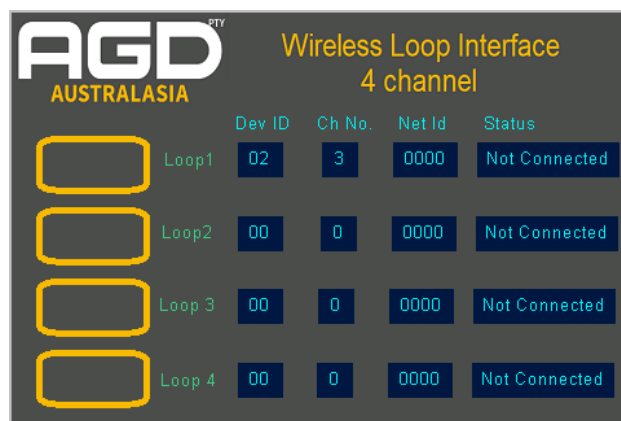 AGD PTY
AUSTRALASIA
Wireless Loop Interface
4 channel
Dev ID Ch No. Net Id Status
Loop1 02 3 0000 Not Connected
Loop2 00 0 0000 Not Connected
Loop 3 00 0 0000 Not Connected
Loop 4 00 0 0000 Not Connected